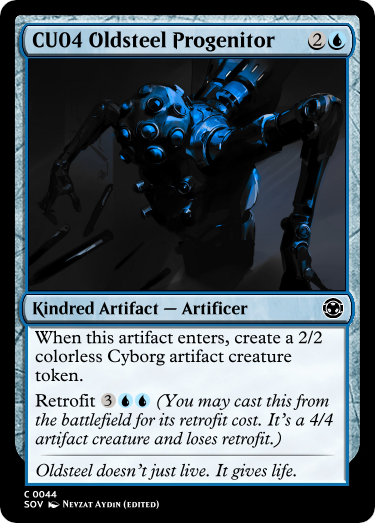 CU04 Oldsteel Progenitor 2
Kindred Artifact — Artificer
When this artifact enters, create a 2/2
colorless Cyborg artifact creature
token.
Retrofit 3 (You may cast this from
the battlefield for its retrofit cost. It's a 4/4
artifact creature and loses retrofit.)
Oldsteel doesn't just live. It gives life.
C 0044
SOV Nevzat Aydin (edited)